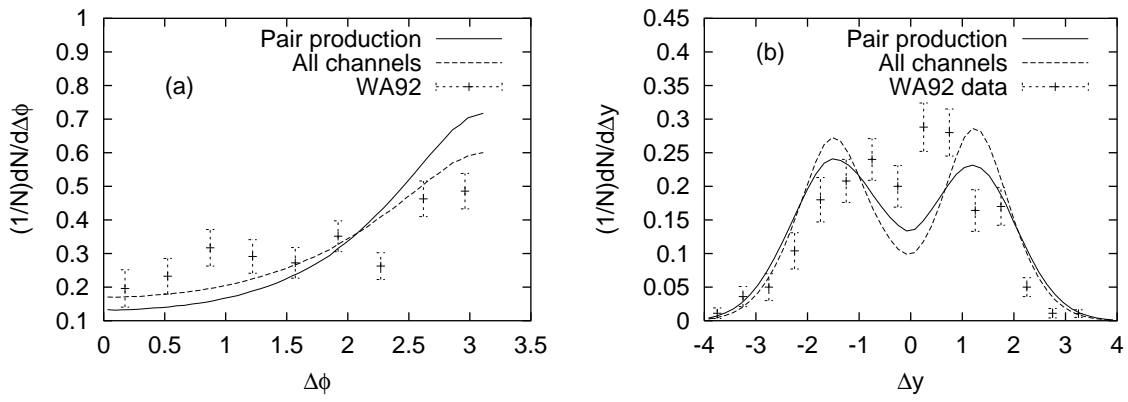 1
0.9
0.8
0.7
0.6
0.5
0.4
0.3
0.2
0.1
0 0.5 1 1.5 2 2.5 3 3.5
(1/N)dN/dΔϕ
Δϕ
(a)
Pair production
All channels
WA92
0.45
0.4
0.35
0.3
0.25
0.2
0.15
0.1
0.05
0
-4 -3 -2 -1 0 1 2 3 4
(1/N)dN/dΔy
Δy
(b)
Pair production
All channels
WA92 data